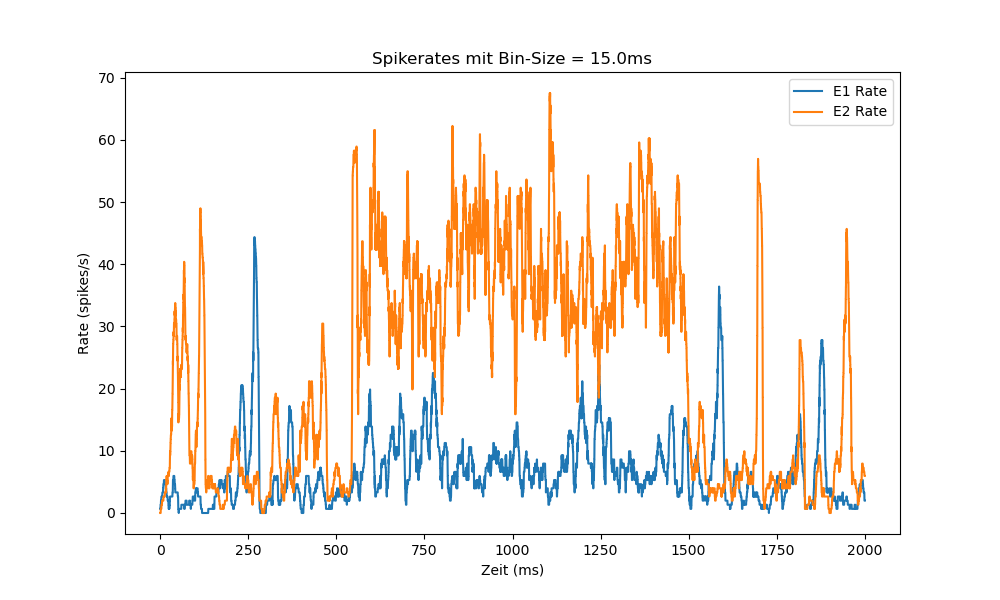 Spikerates mit Bin-Size = 15.0ms
E1 Rate
E2 Rate
Rate (spikes/s)
70
60
50
40
30
20
10
0
0 250 500 750 1000 1250 1500 1750 2000
Zeit (ms)